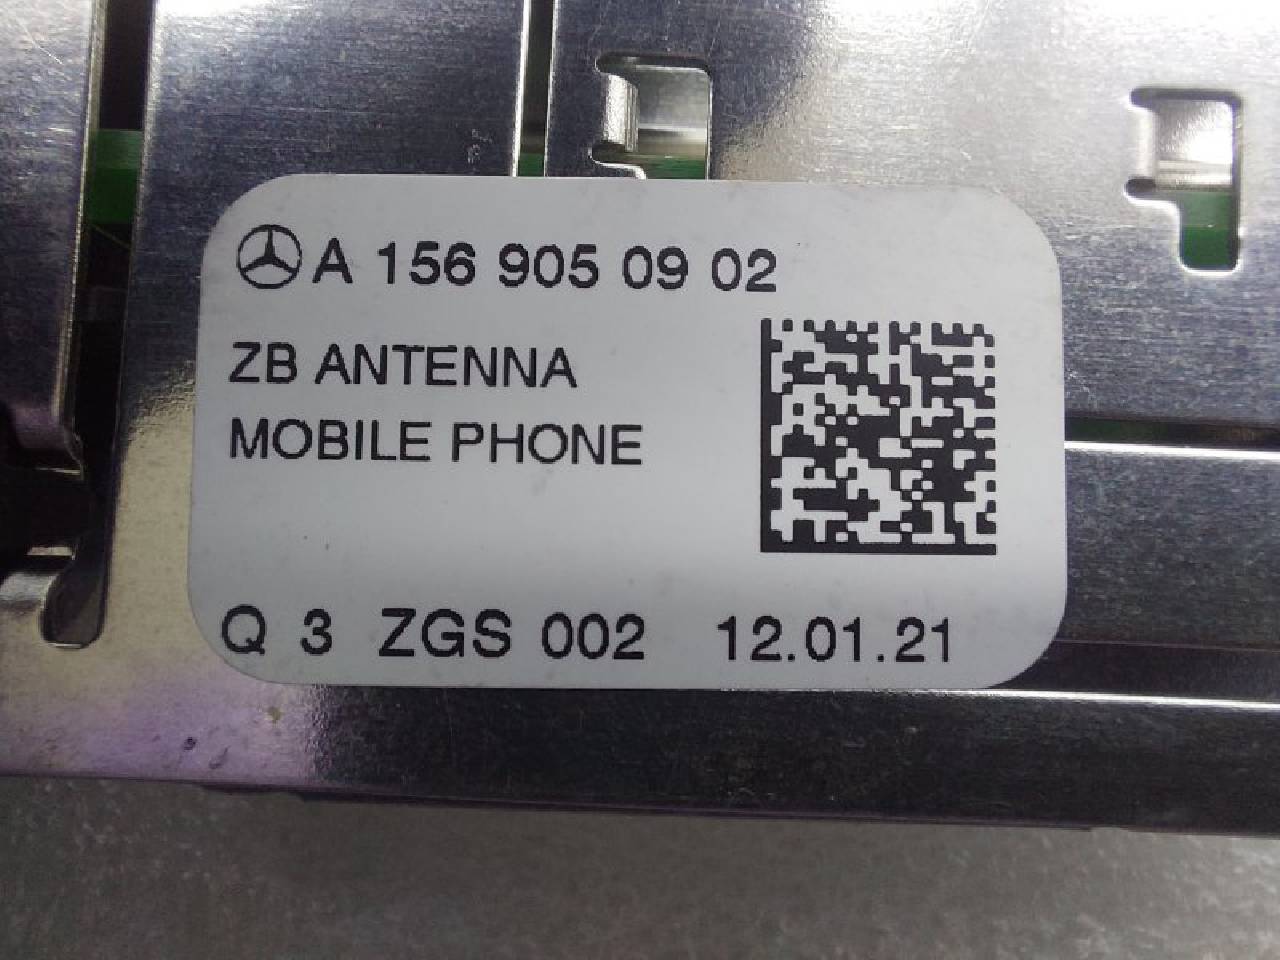 A 156 905 09 02
ZB ANTENNA
MOBILE PHONE
Q 3 ZGS 002 12.01.21